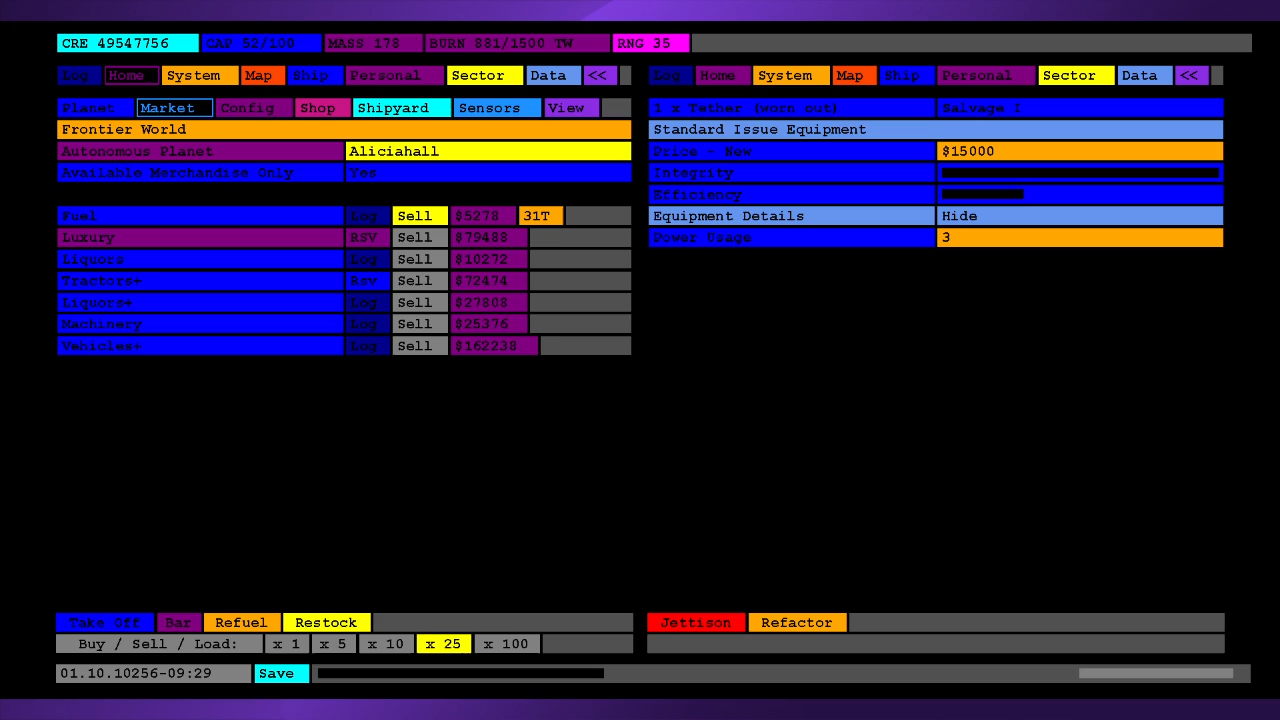 CRE 49547756 CAP 52/100 MASS 178 BURN 881/1500 TW RNG 35
Log Home System Map Ship Personal Sector Data <<
Planet Market Config Shop Shipyard Sensors View
Frontier World
Autonomous Planet Aliciahall
Available Merchandise Only Yes
Fuel Log Sell $5278 31T
Luxury RSV Sell $79488
Liquors Log Sell $10272
Tractors+ Rsv Sell $72474
Liquors+ Log Sell $27808
Machinery Log Sell $25376
Vehicles+ Log Sell $162238
Take Off Bar Refuel Restock
Buy / Sell / Load: x 1 x 5 x 10 x 25 x 100
Log Home System Map Ship Personal Sector Data <<
1 x Tether (worn out) Salvage I
Standard Issue Equipment
Price - New $15000
Integrity
Efficiency
Equipment Details Hide
Power Usage 3
Jettison Refactor
01.10.10256-09:29 Save